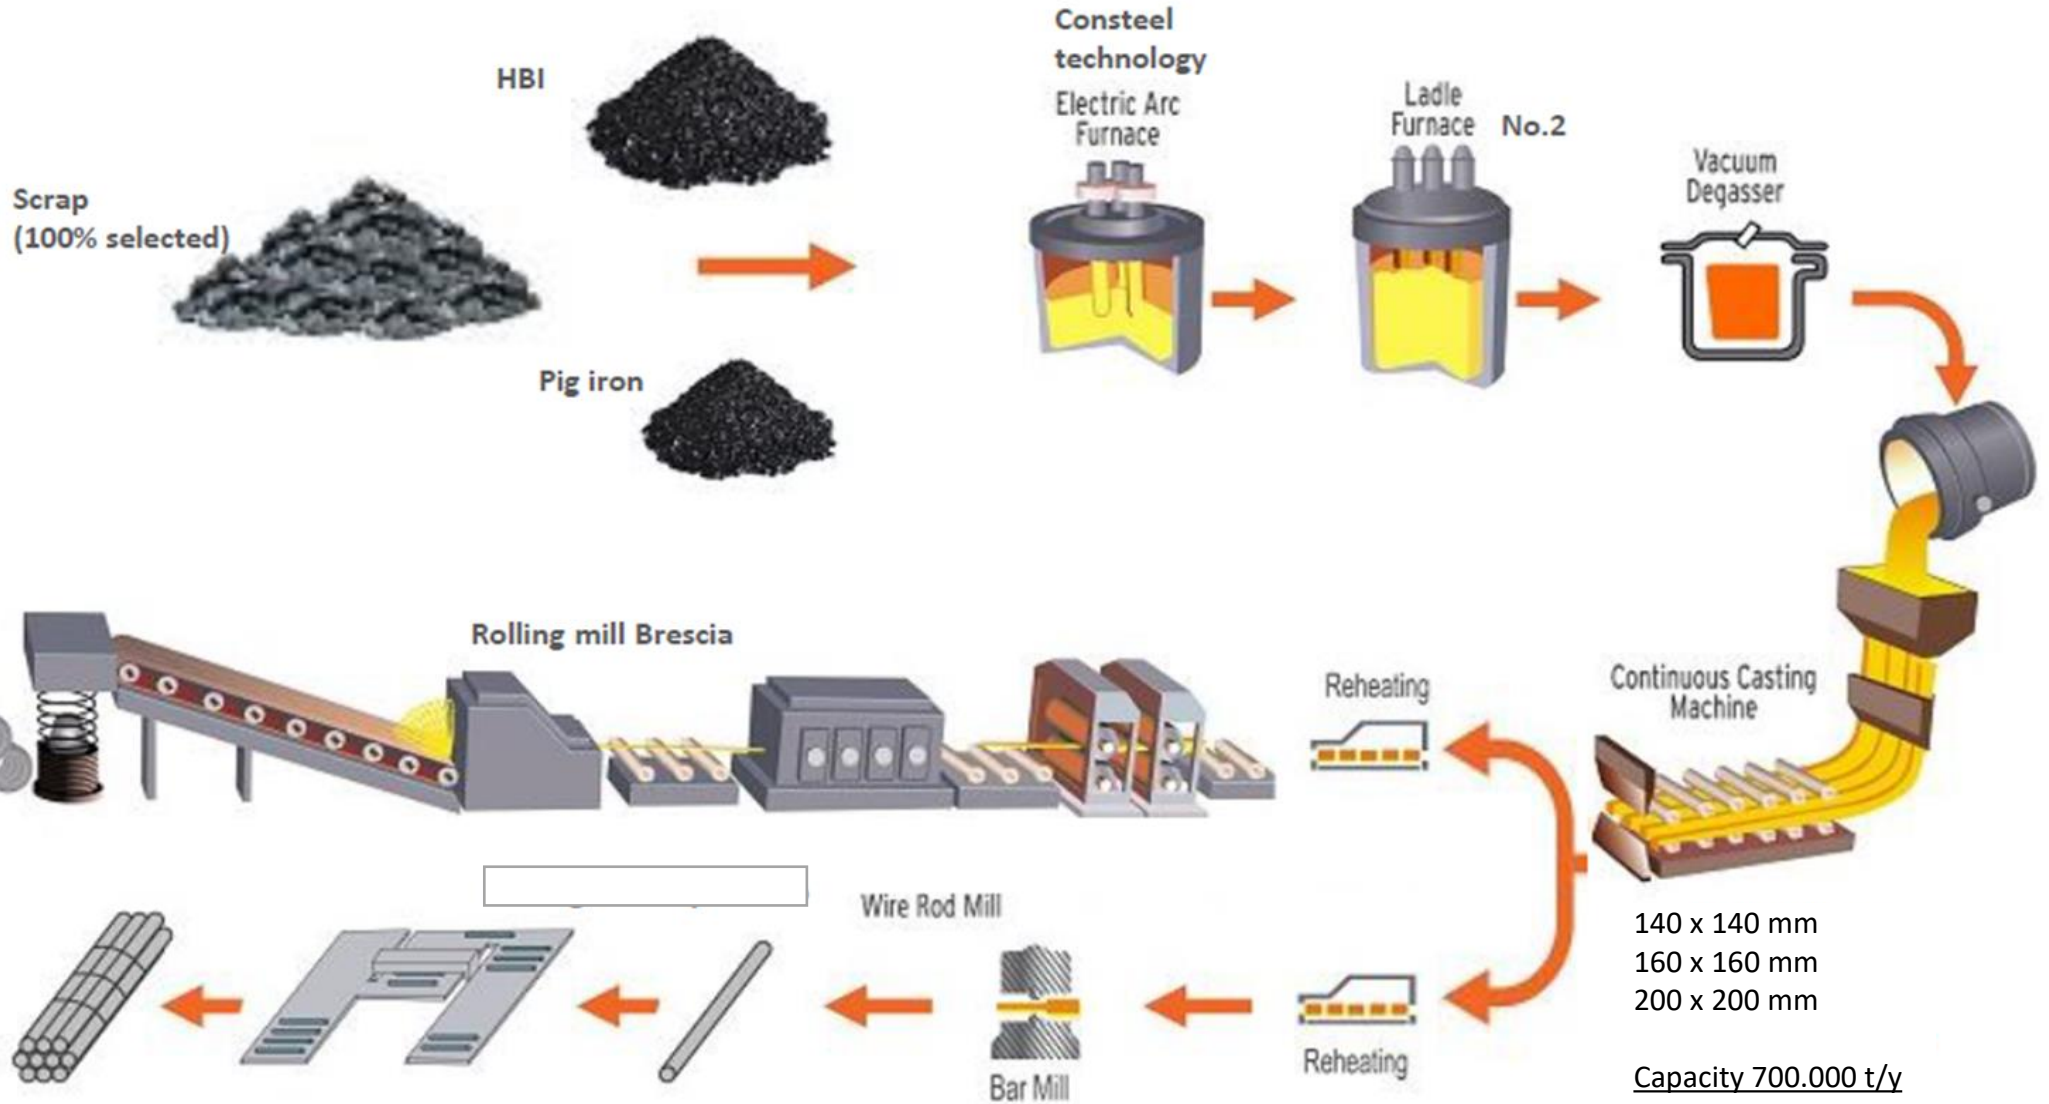 Consteel
technology
HBI
Electric Arc
Furnace
Ladle
Furnace No.2
Vacuum
Degasser
Scrap
(100% selected)
Pig iron
Rolling mill Brescia
Reheating
Continuous Casting
Machine
Wire Rod Mill
140 x 140 mm
160 x 160 mm
200 x 200 mm
Reheating
Bar Mill
Capacity 700.000 t/y